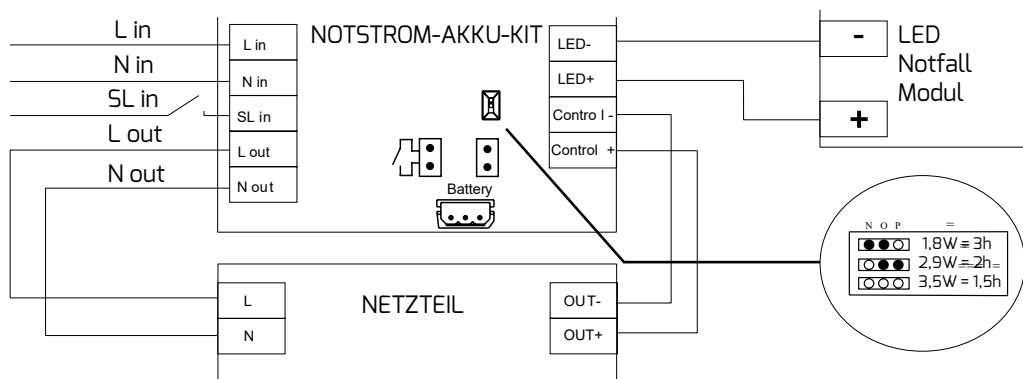 L in
N in
SL in
L out
N out
NOTSTROM-AKKU-KIT
L in
N in
SL in
L out
N out
Battery
LED-
LED+
Contro l -
Control +
-
+
LED
Notfall
Modul
N O P =
1,8W = 3h
2,9W = 2h
3,5W = 1,5h
NETZTEIL
L
N
OUT-
OUT+